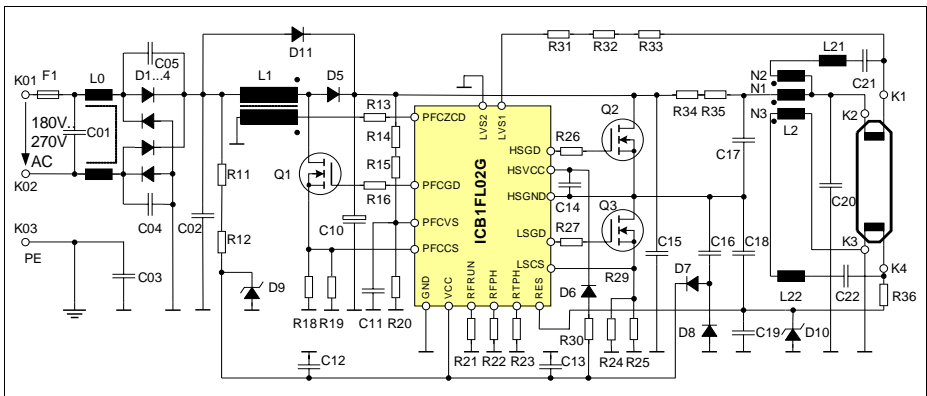 C05
D11
R31
R32
R33
L21
C21
K01
F1
L0
D1...4
L1
D5
R13
N2
N1
N3
K1
K2
R34
R35
LVS2
LVS1
PFCZCD
R14
Q2
180V..
270V
AC
C01
R15
HSGD
R26
L2
C17
R11
Q1
PFCGD
R16
ICB1FL02G
HSVCC
C14
HSGND
Q3
K02
C04
C02
C10
PFCVS
C20
K03
PE
R12
PFCCS
LSGD
R27
C15
C16
C18
K3
LSCS
R29
D7
K4
C03
D9
GND
VCC
RFRUN
RFPH
RTPH
RES
D6
L22
C22
R36
R18
R19
C11
R20
R21
R22
R23
R30
R24
R25
D8
C19
D10
C12
C13